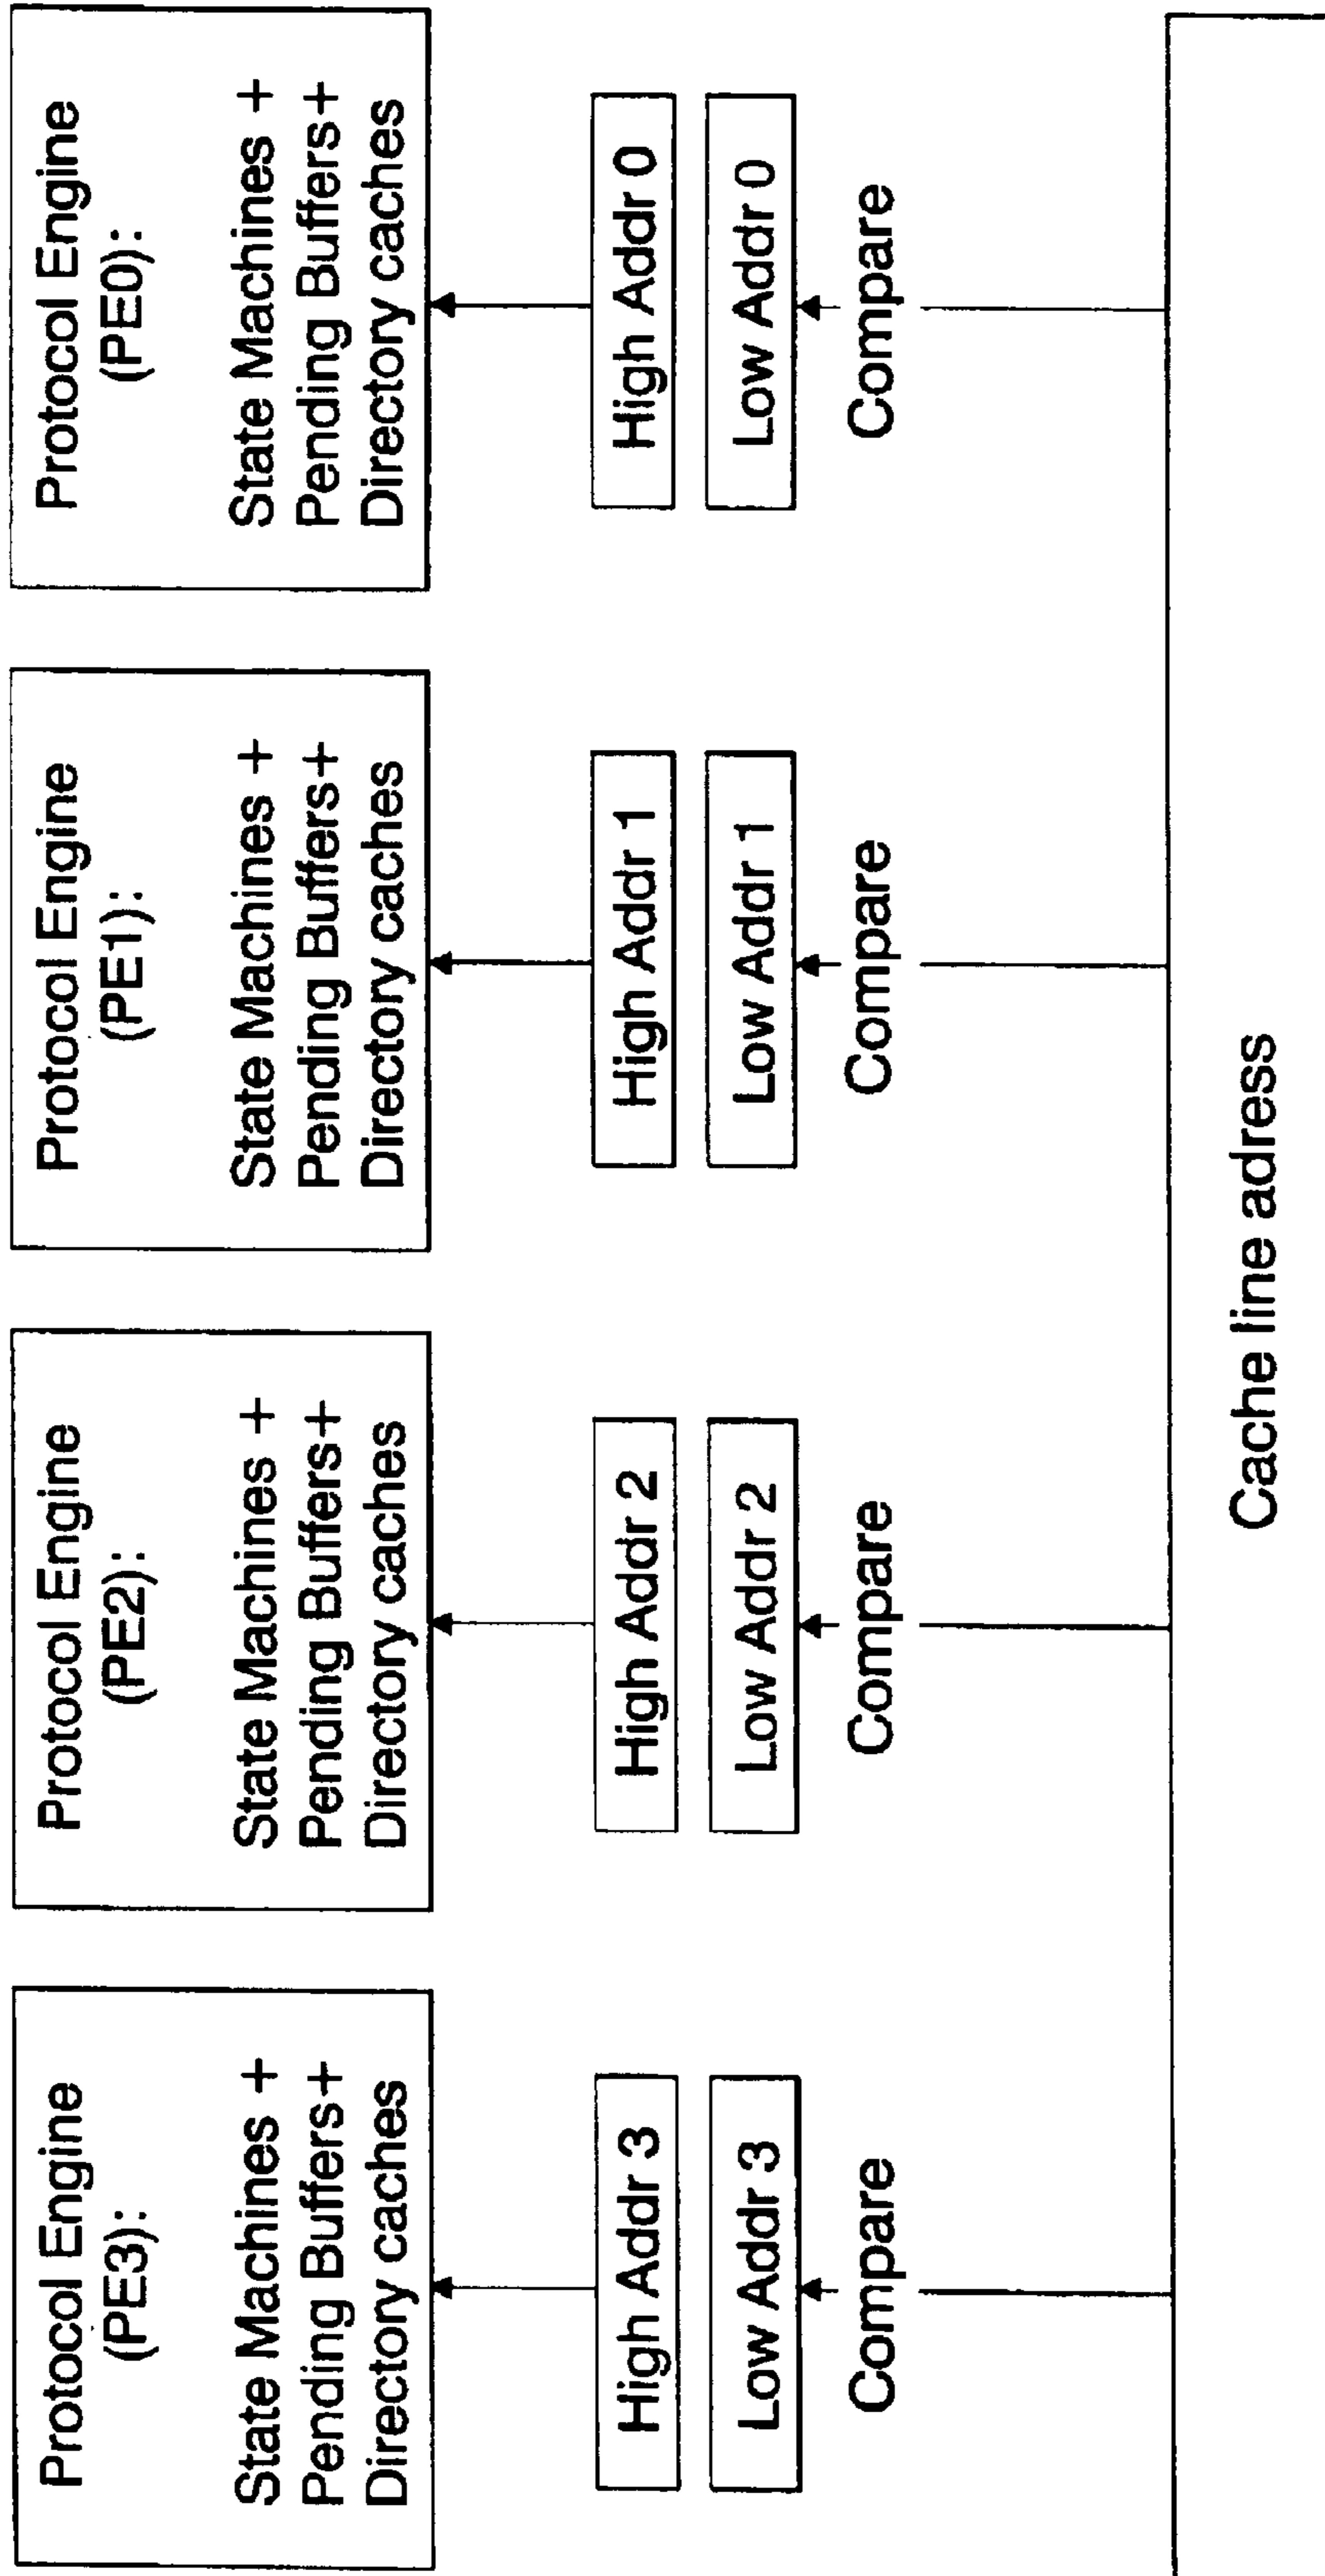 Protocol Engine
(PE3):
State Machines +
Pending Buffers+
Directory caches
High Addr 3
Low Addr 3
Compare
Protocol Engine
(PE2):
State Machines +
Pending Buffers+
Directory caches
High Addr 2
Low Addr 2
Compare
Protocol Engine
(PE1):
State Machines +
Pending Buffers+
Directory caches
High Addr 1
Low Addr 1
Compare
Protocol Engine
(PE0):
State Machines +
Pending Buffers+
Directory caches
High Addr 0
Low Addr 0
Compare
Cache line adress